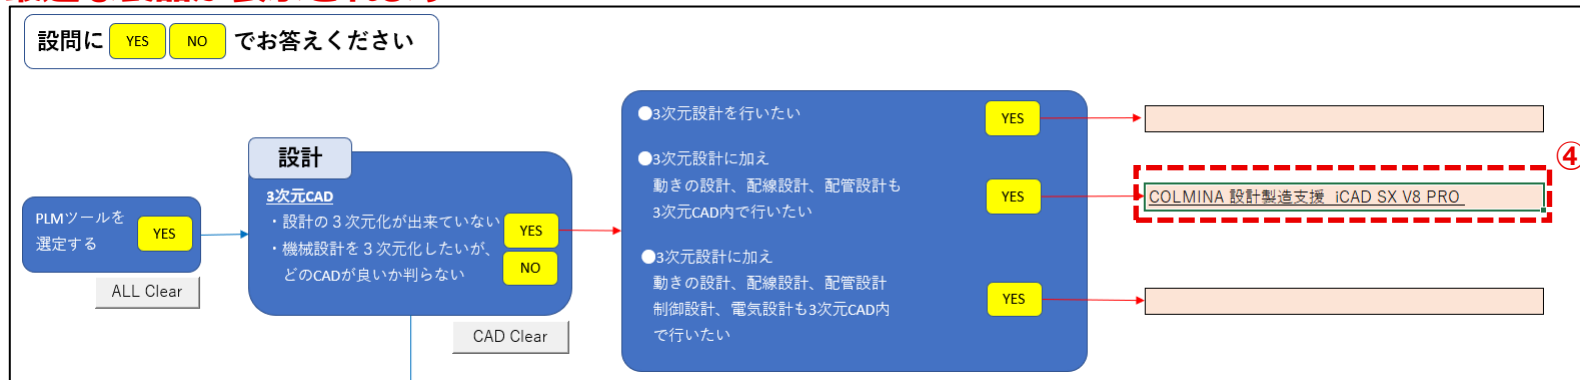 設問に YES NO でお答えください
PLMツールを
選定する
YES
ALL Clear
設計
3次元CAD
・設計の３次元化が出来ていない
・機械設計を３次元化したいが、
どのCADが良いか判らない
YES
NO
CAD Clear
●3次元設計を行いたい
YES
●3次元設計に加え
動きの設計、配線設計、配管設計も
3次元CAD内で行いたい
YES
●3次元設計に加え
動きの設計、配線設計、配管設計
制御設計、電気設計も3次元CAD内
で行いたい
YES
④
COLMINA 設計製造支援 iCAD SX V8 PRO